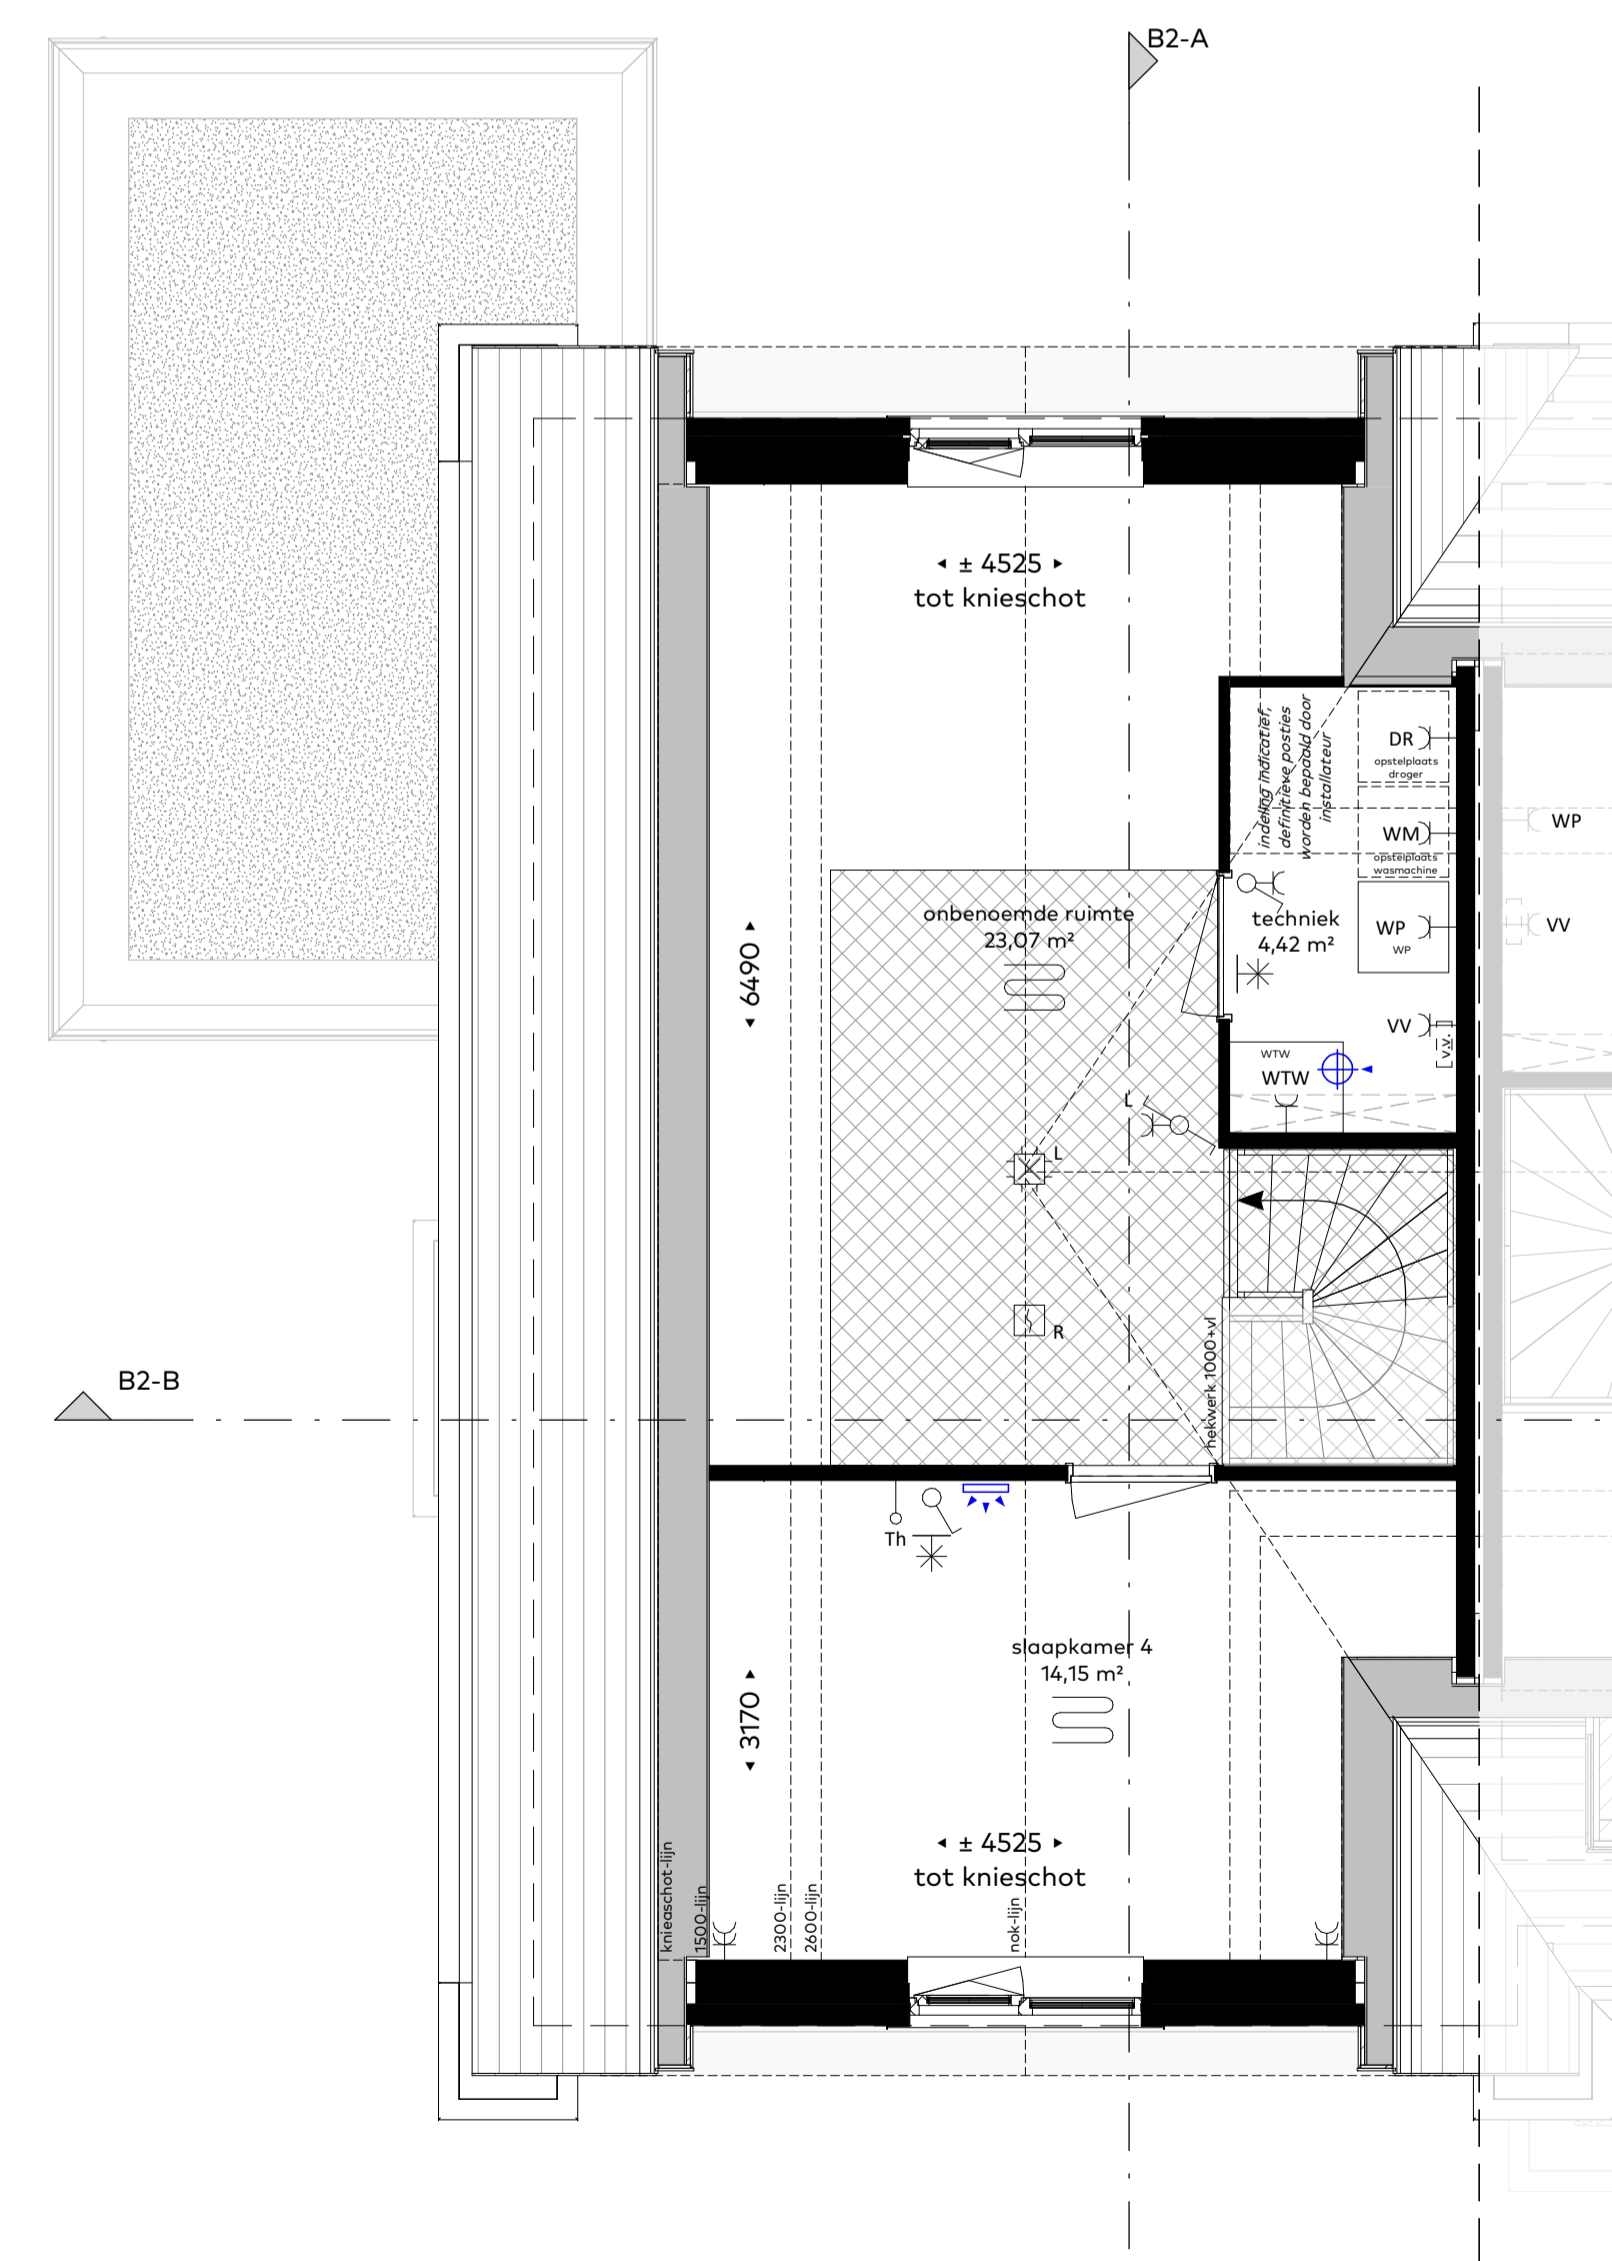 B2-A
± 4525
tot knieschot
indeling indicatief,
definitieve posties
worden bepaald door
installateur
DR
opstelplaats
droger
WM
opstelplaats
wasmachine
WP
WP
WP
VV
techniek
4,42 m²
onbenoemde ruimte
23,07 m²
6490
VV
v.v.
WTW
WTW
L
L
R
hekwerk 1000+vl
B2-B
Th
slaapkamer 4
14,15 m²
3170
± 4525
tot knieschot
knieaschot-lijn
1500-lijn
2300-lijn
2600-lijn
nok-lijn